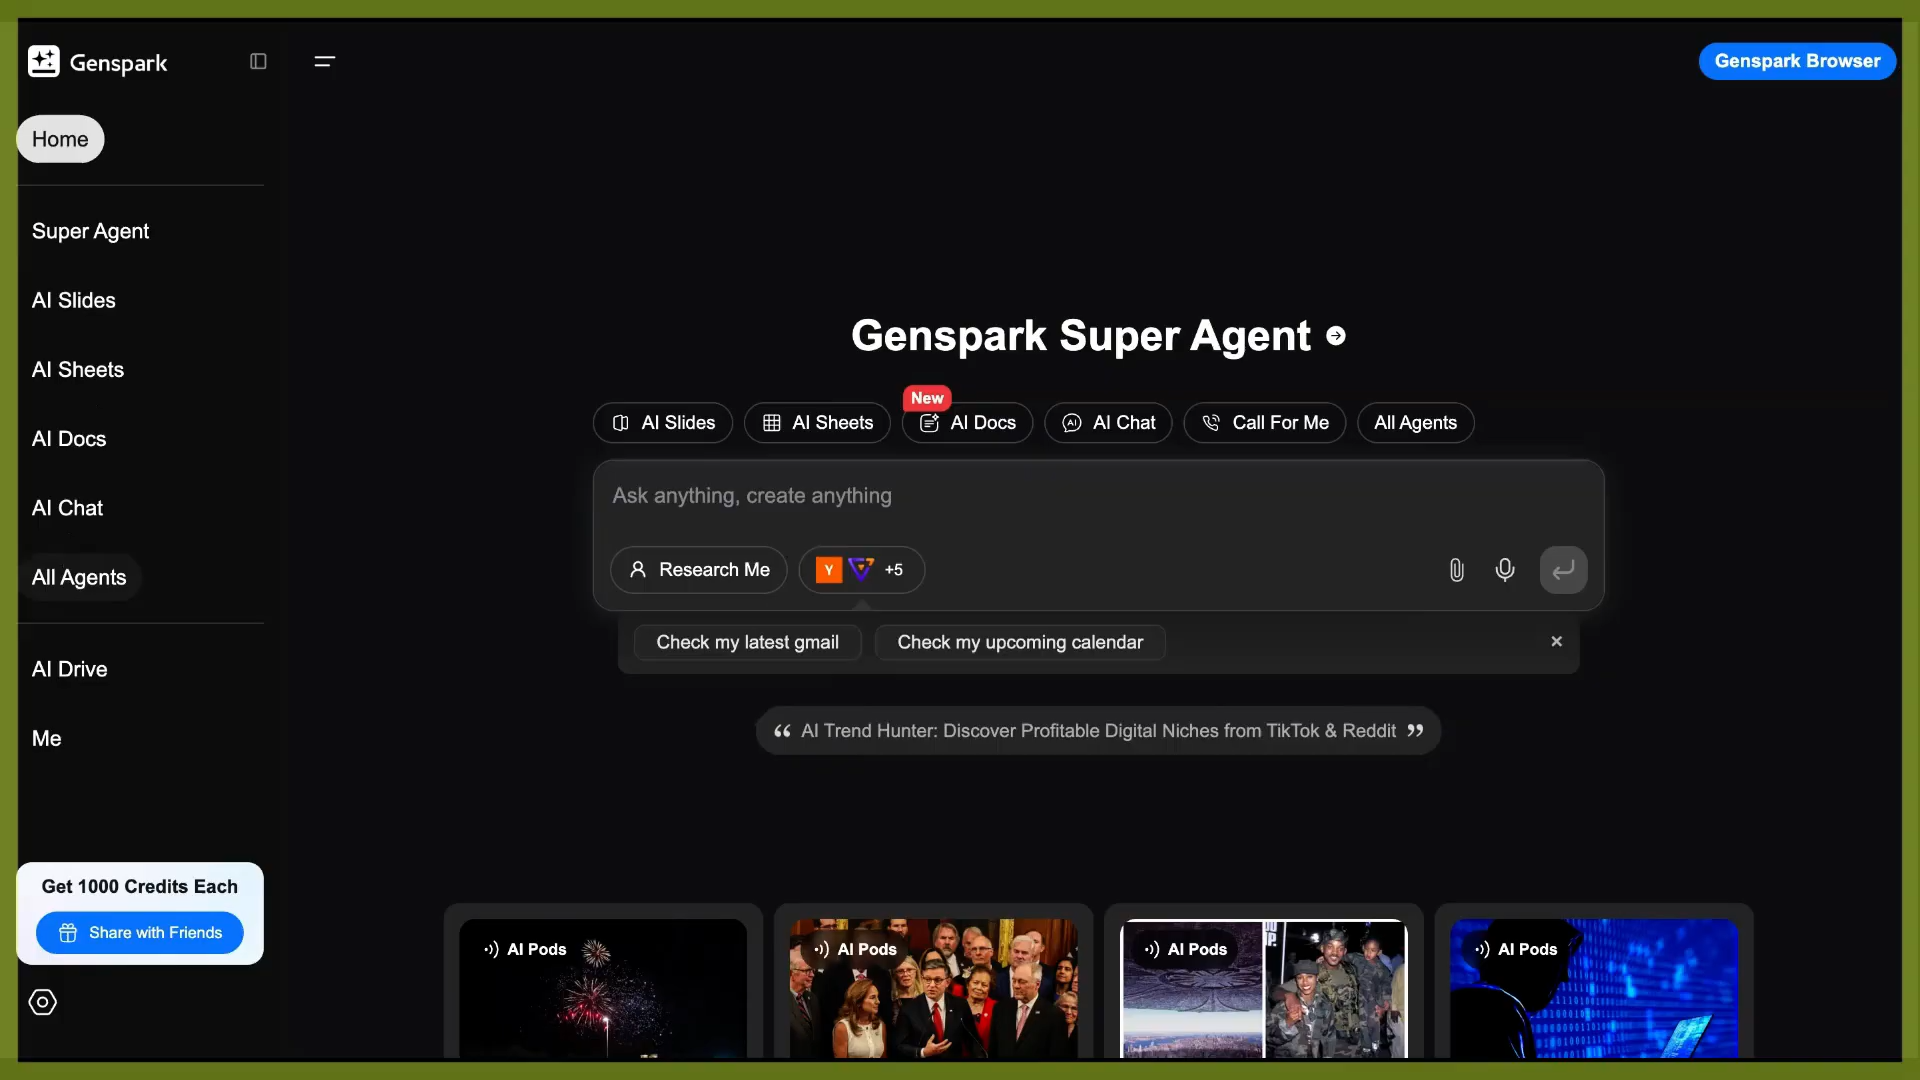 Genspark
Genspark Browser
Home
Super Agent
AI Slides
AI Sheets
AI Docs
AI Chat
All Agents
AI Drive
Me
Get 1000 Credits Each
Share with Friends
Genspark Super Agent
New
AI Slides
AI Sheets
AI Docs
AI Chat
Call For Me
All Agents
Ask anything, create anything
Research Me
Y
+5
Check my latest gmail
Check my upcoming calendar
“ AI Trend Hunter: Discover Profitable Digital Niches from TikTok & Reddit ”
AI Pods
AI Pods
AI Pods
AI Pods